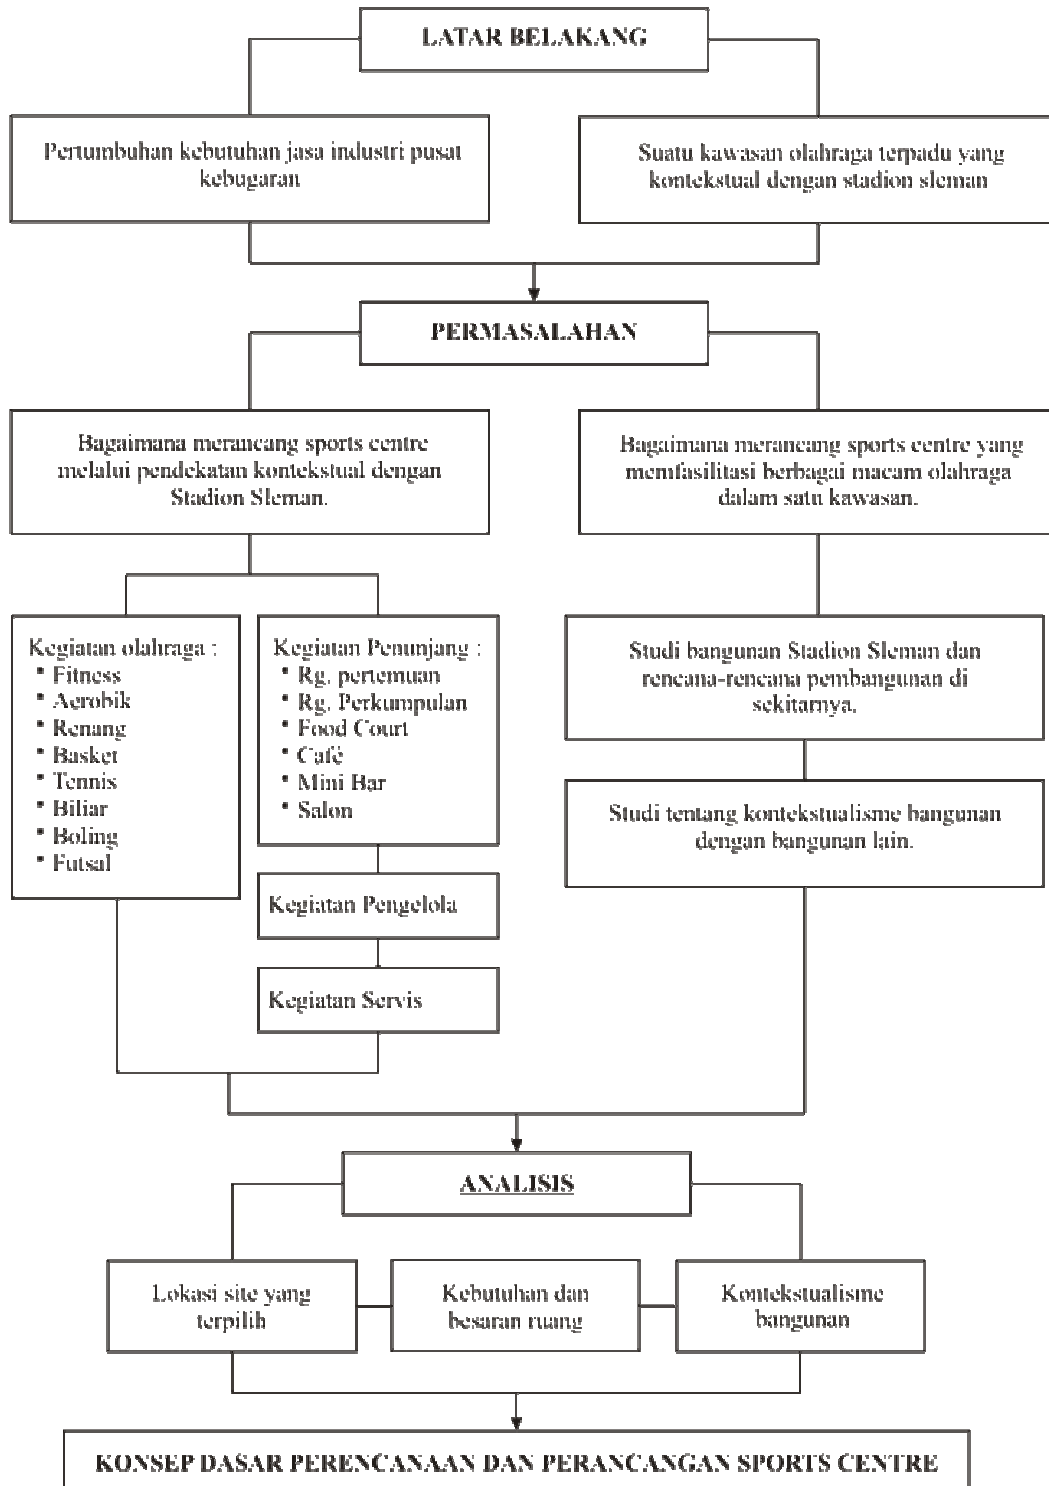 LATAR BELAKANG
Pertumbuhan kebutuhan jasa industri pusat
kebugaran
Suatu kawasan olahraga terpadu yang
kontekstual dengan stadion sleman
PERMASALAHAN
Bagaimana merancang sports centre
melalui pendekatan kontekstual dengan
Stadion Sleman.
Bagaimana merancang sports centre yang
memfasilitasi berbagai macam olahraga
dalam satu kawasan.
Kegiatan olahraga :
• Fitness
• Aerobik
• Renang
• Basket
• Tennis
• Biliar
• Boling
• Futsal
Kegiatan Penunjang :
• Rg. pertemuan
• Rg. Perkumpulan
• Food Court
• Café
• Mini Bar
• Salon
Kegiatan Pengelola
Kegiatan Servis
Studi bangunan Stadion Sleman dan
rencana-rencana pembangunan di
sekitarnya.
Studi tentang kontekstualisme bangunan
dengan bangunan lain.
ANALISIS
Lokasi site yang
terpilih
Kebutuhan dan
besaran ruang
Kontekstualisme
bangunan
KONSEP DASAR PERENCANAAN DAN PERANCANGAN SPORTS CENTRE